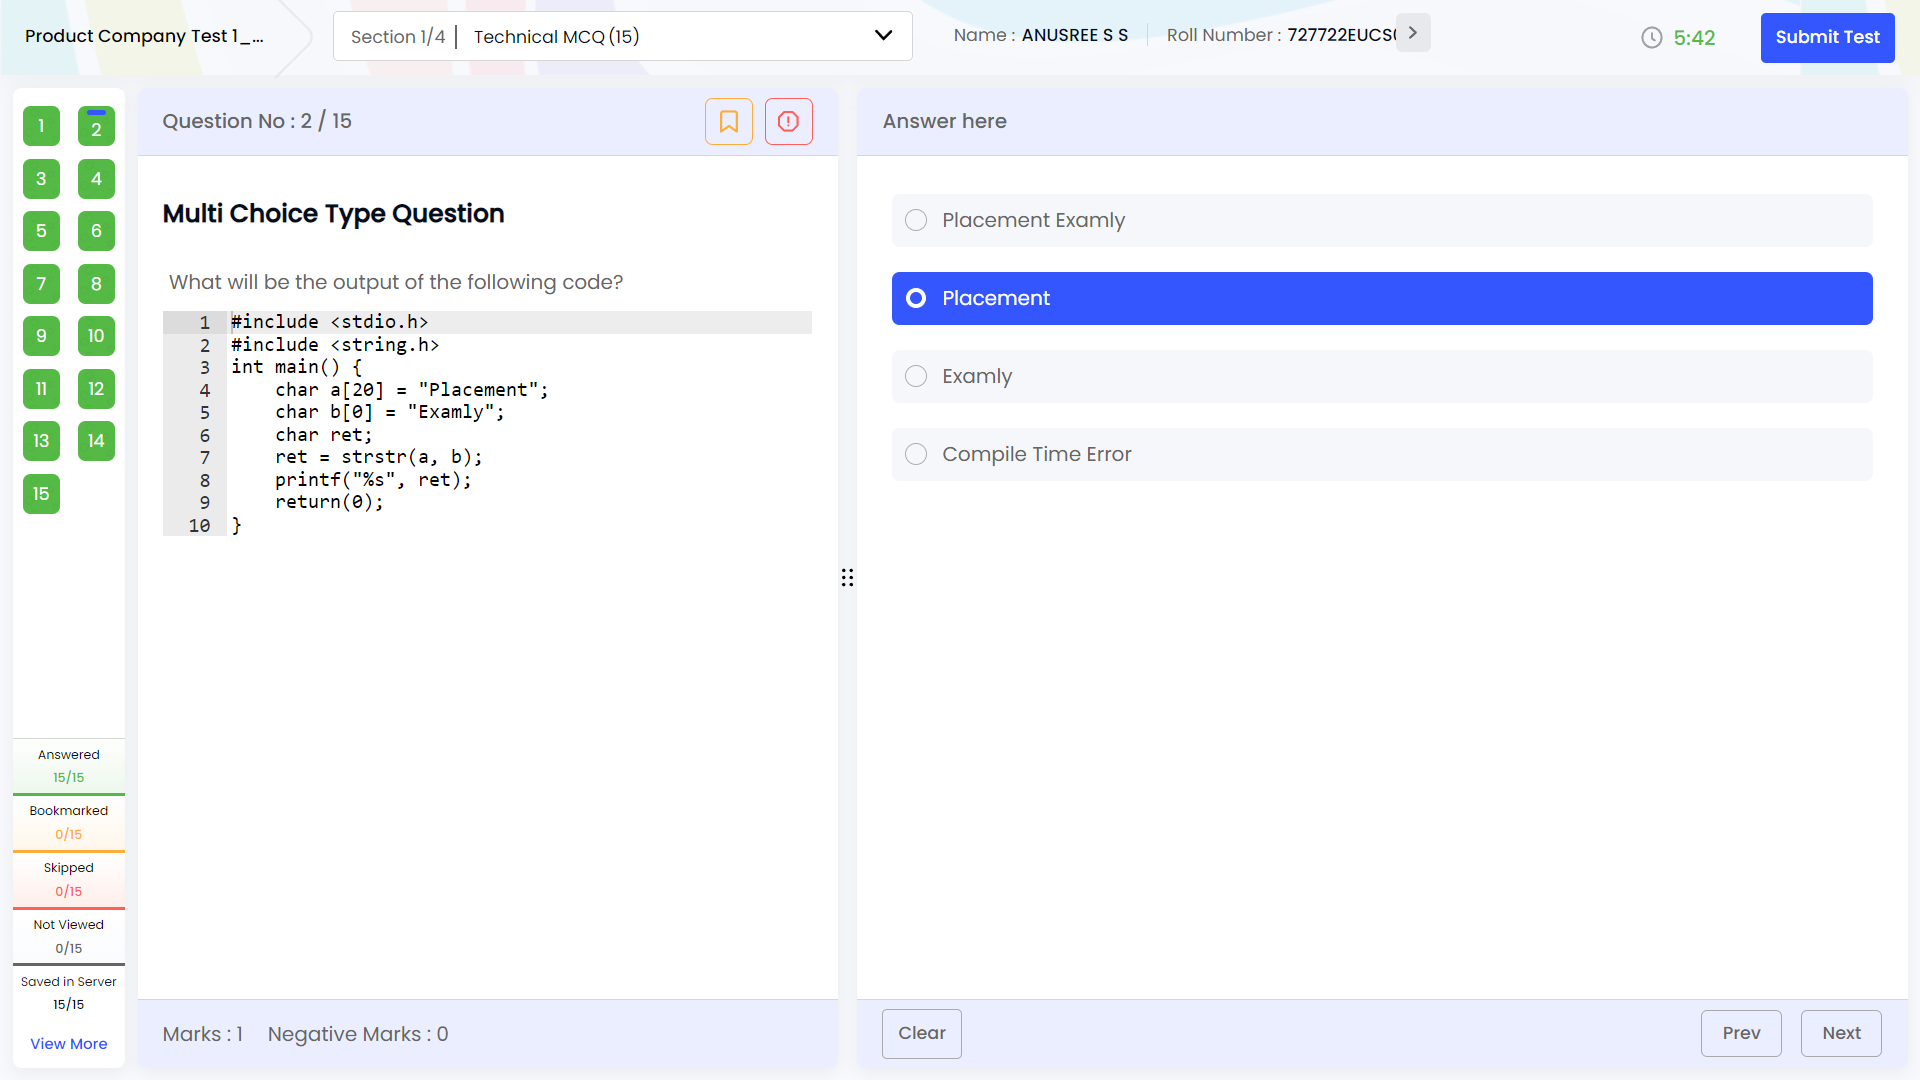 Product Company Test 1_...
Section 1/4 | Technical MCQ (15)
Name : ANUSREE S S
Roll Number : 727722EUCS
5:42
Submit Test
1 2
3 4
5 6
7 8
9 10
11 12
13 14
15
Answered
15/15
Bookmarked
0/15
Skipped
0/15
Not Viewed
0/15
Saved in Server
15/15
View More
Question No : 2 / 15
Multi Choice Type Question
What will be the output of the following code?
1 #include <stdio.h>
2 #include <string.h>
3 int main() {
4     char a[20] = "Placement";
5     char b[0] = "Examly";
6     char ret;
7     ret = strstr(a, b);
8     printf("%s", ret);
9     return(0);
10 }
Marks : 1 Negative Marks : 0
Answer here
Placement Examly
Placement
Examly
Compile Time Error
Clear
Prev
Next